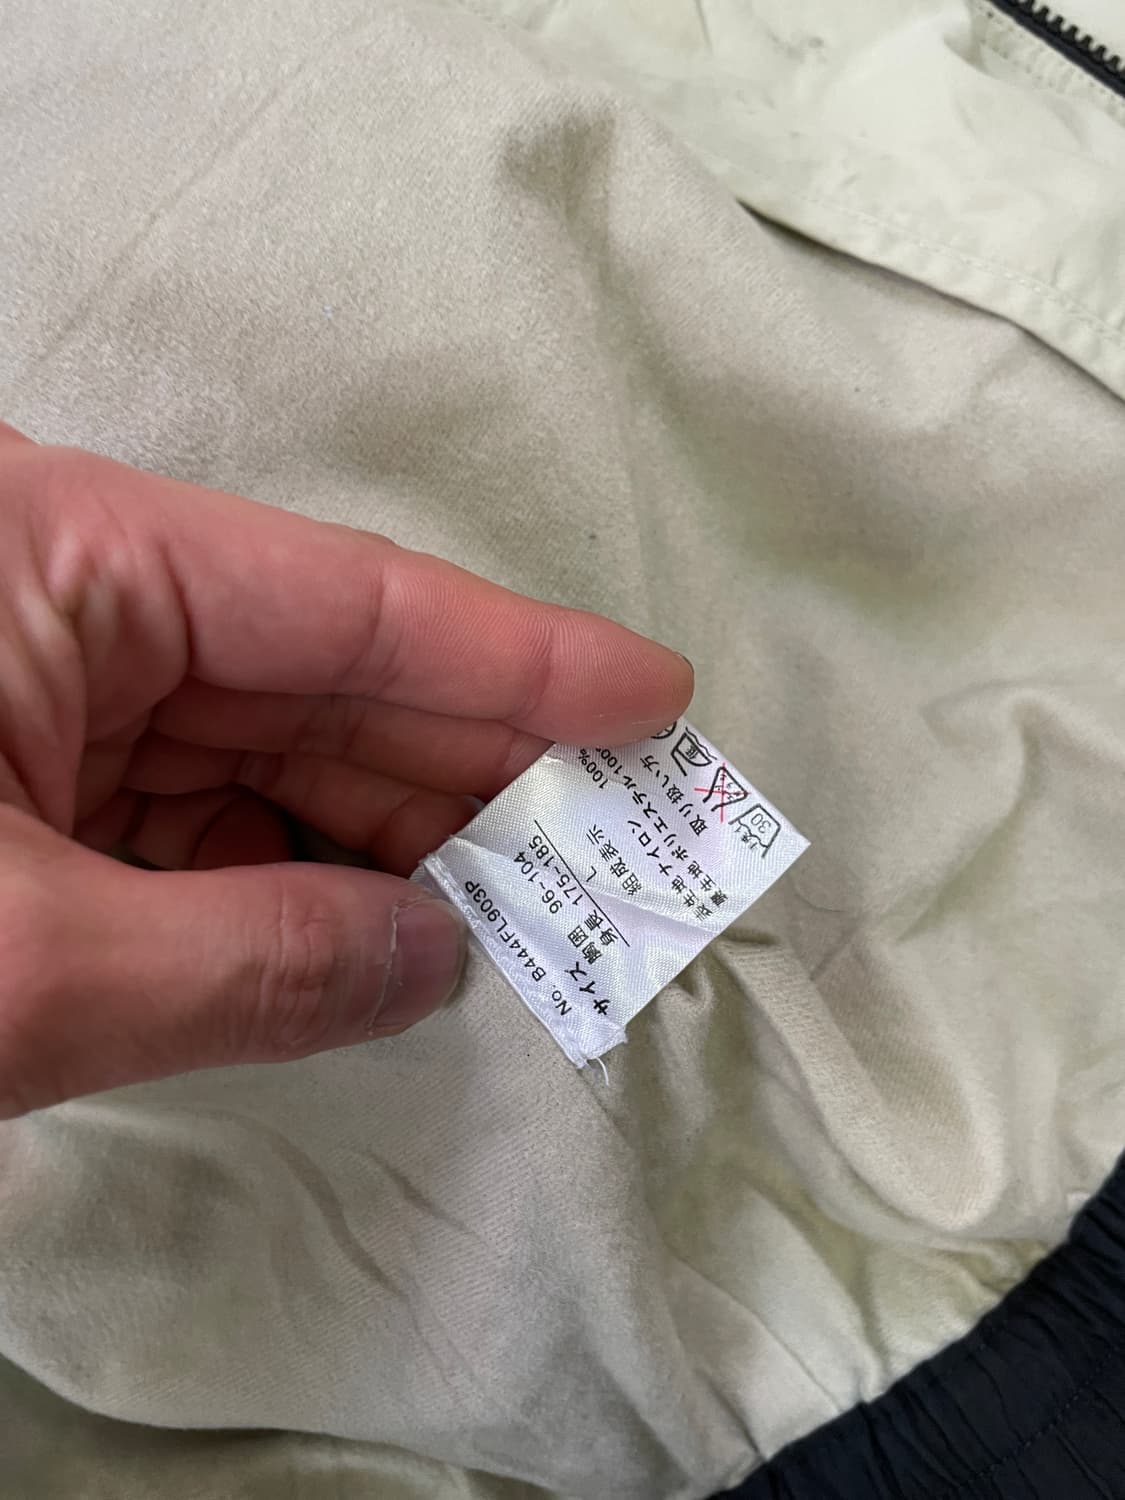 No. B444FL903P
サイズ
胸囲 96~104
身長 175~185
L
組成表示
表生地 ナイロン 100%
裏生地 ポリエステル 100%
取り扱い方
30